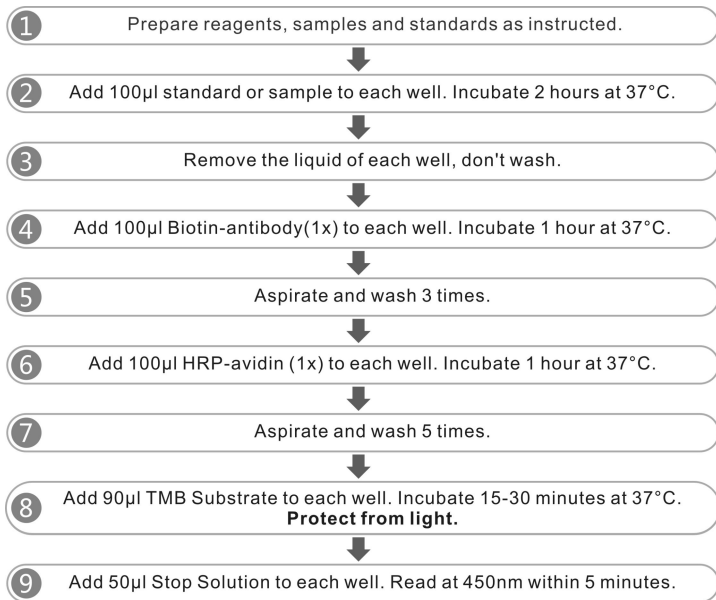 1 Prepare reagents, samples and standards as instructed.
2 Add 100µl standard or sample to each well. Incubate 2 hours at 37°C.
3 Remove the liquid of each well, don't wash.
4 Add 100µl Biotin-antibody(1x) to each well. Incubate 1 hour at 37°C.
5 Aspirate and wash 3 times.
6 Add 100µl HRP-avidin (1x) to each well. Incubate 1 hour at 37°C.
7 Aspirate and wash 5 times.
8 Add 90µl TMB Substrate to each well. Incubate 15-30 minutes at 37°C.
Protect from light.
9 Add 50µl Stop Solution to each well. Read at 450nm within 5 minutes.